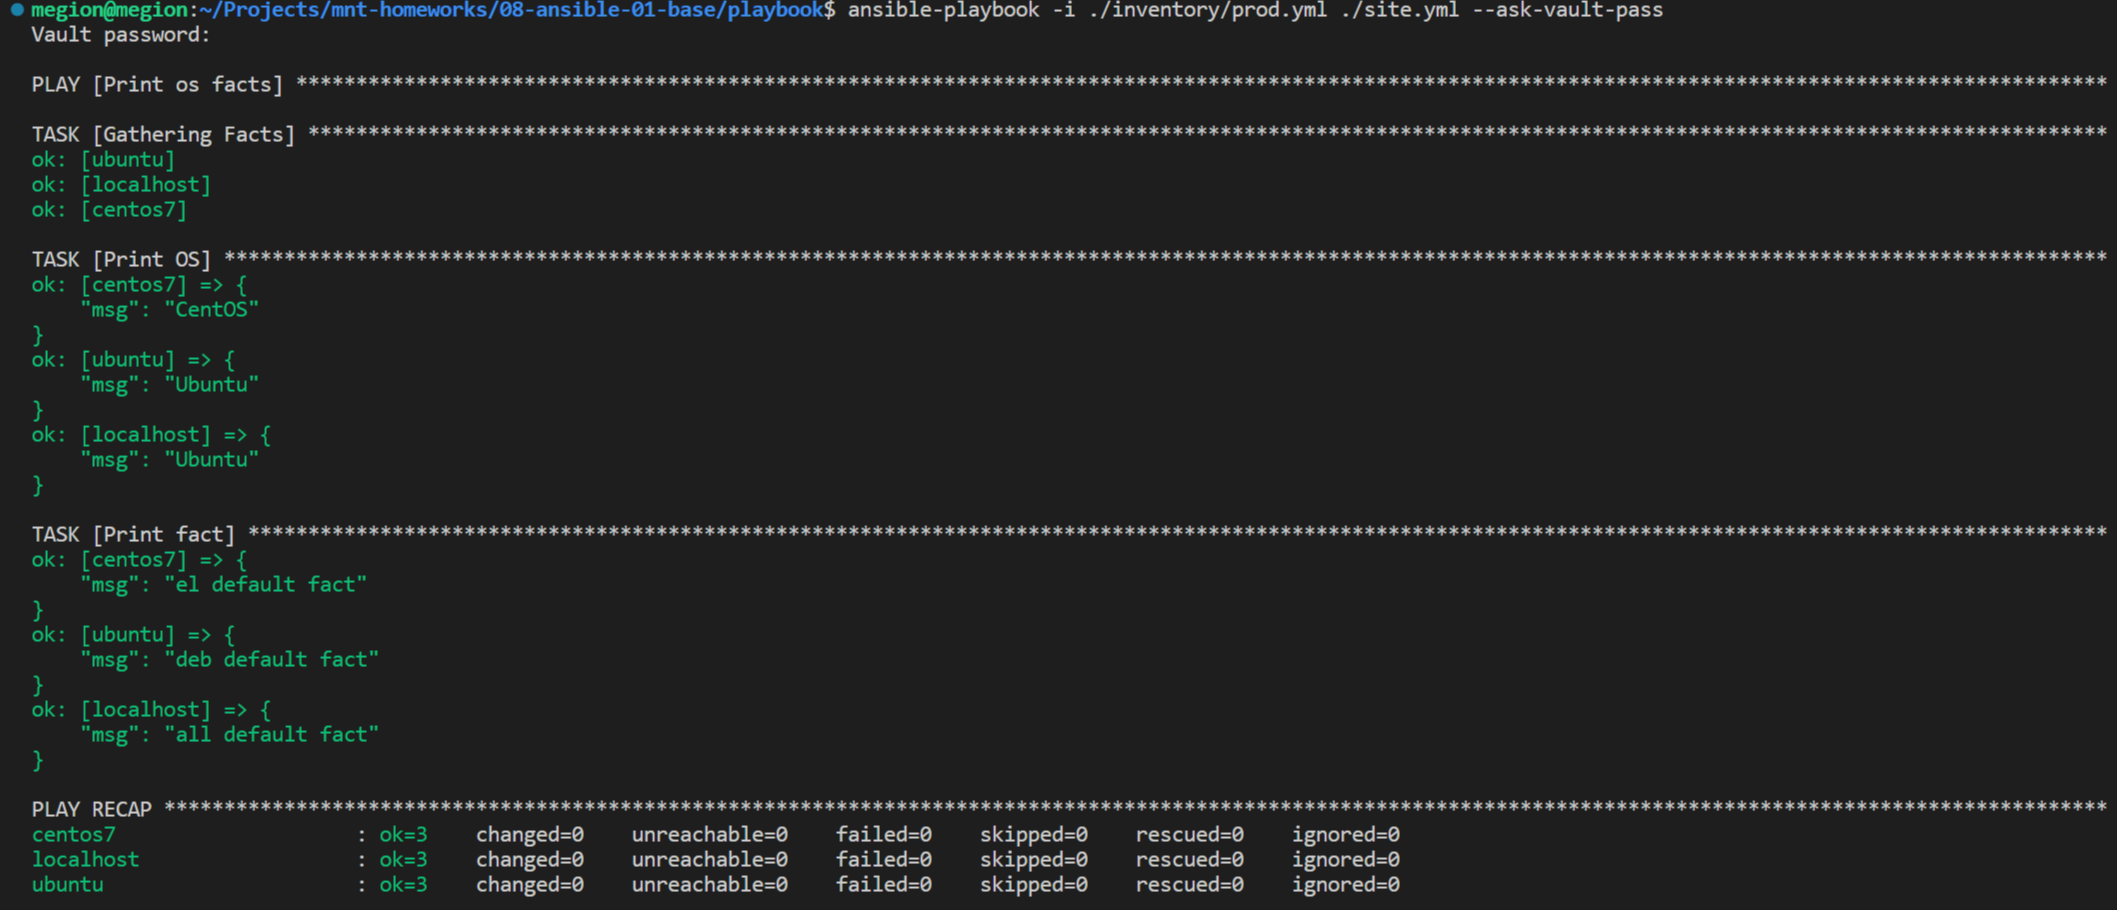 megion@megion:~/Projects/mnt-homeworks/08-ansible-01-base/playbook$ ansible-playbook -i ./inventory/prod.yml ./site.yml --ask-vault-pass
Vault password:
PLAY [Print os facts] *******************************************************************************************************************************************************
TASK [Gathering Facts] ******************************************************************************************************************************************************
ok: [ubuntu]
ok: [localhost]
ok: [centos7]
TASK [Print OS] *************************************************************************************************************************************************************
ok: [centos7] => {
    "msg": "CentOS"
}
ok: [ubuntu] => {
    "msg": "Ubuntu"
}
ok: [localhost] => {
    "msg": "Ubuntu"
}
TASK [Print fact] ***********************************************************************************************************************************************************
ok: [centos7] => {
    "msg": "el default fact"
}
ok: [ubuntu] => {
    "msg": "deb default fact"
}
ok: [localhost] => {
    "msg": "all default fact"
}
PLAY RECAP ******************************************************************************************************************************************************************
centos7                    : ok=3    changed=0    unreachable=0    failed=0    skipped=0    rescued=0    ignored=0
localhost                  : ok=3    changed=0    unreachable=0    failed=0    skipped=0    rescued=0    ignored=0
ubuntu                     : ok=3    changed=0    unreachable=0    failed=0    skipped=0    rescued=0    ignored=0